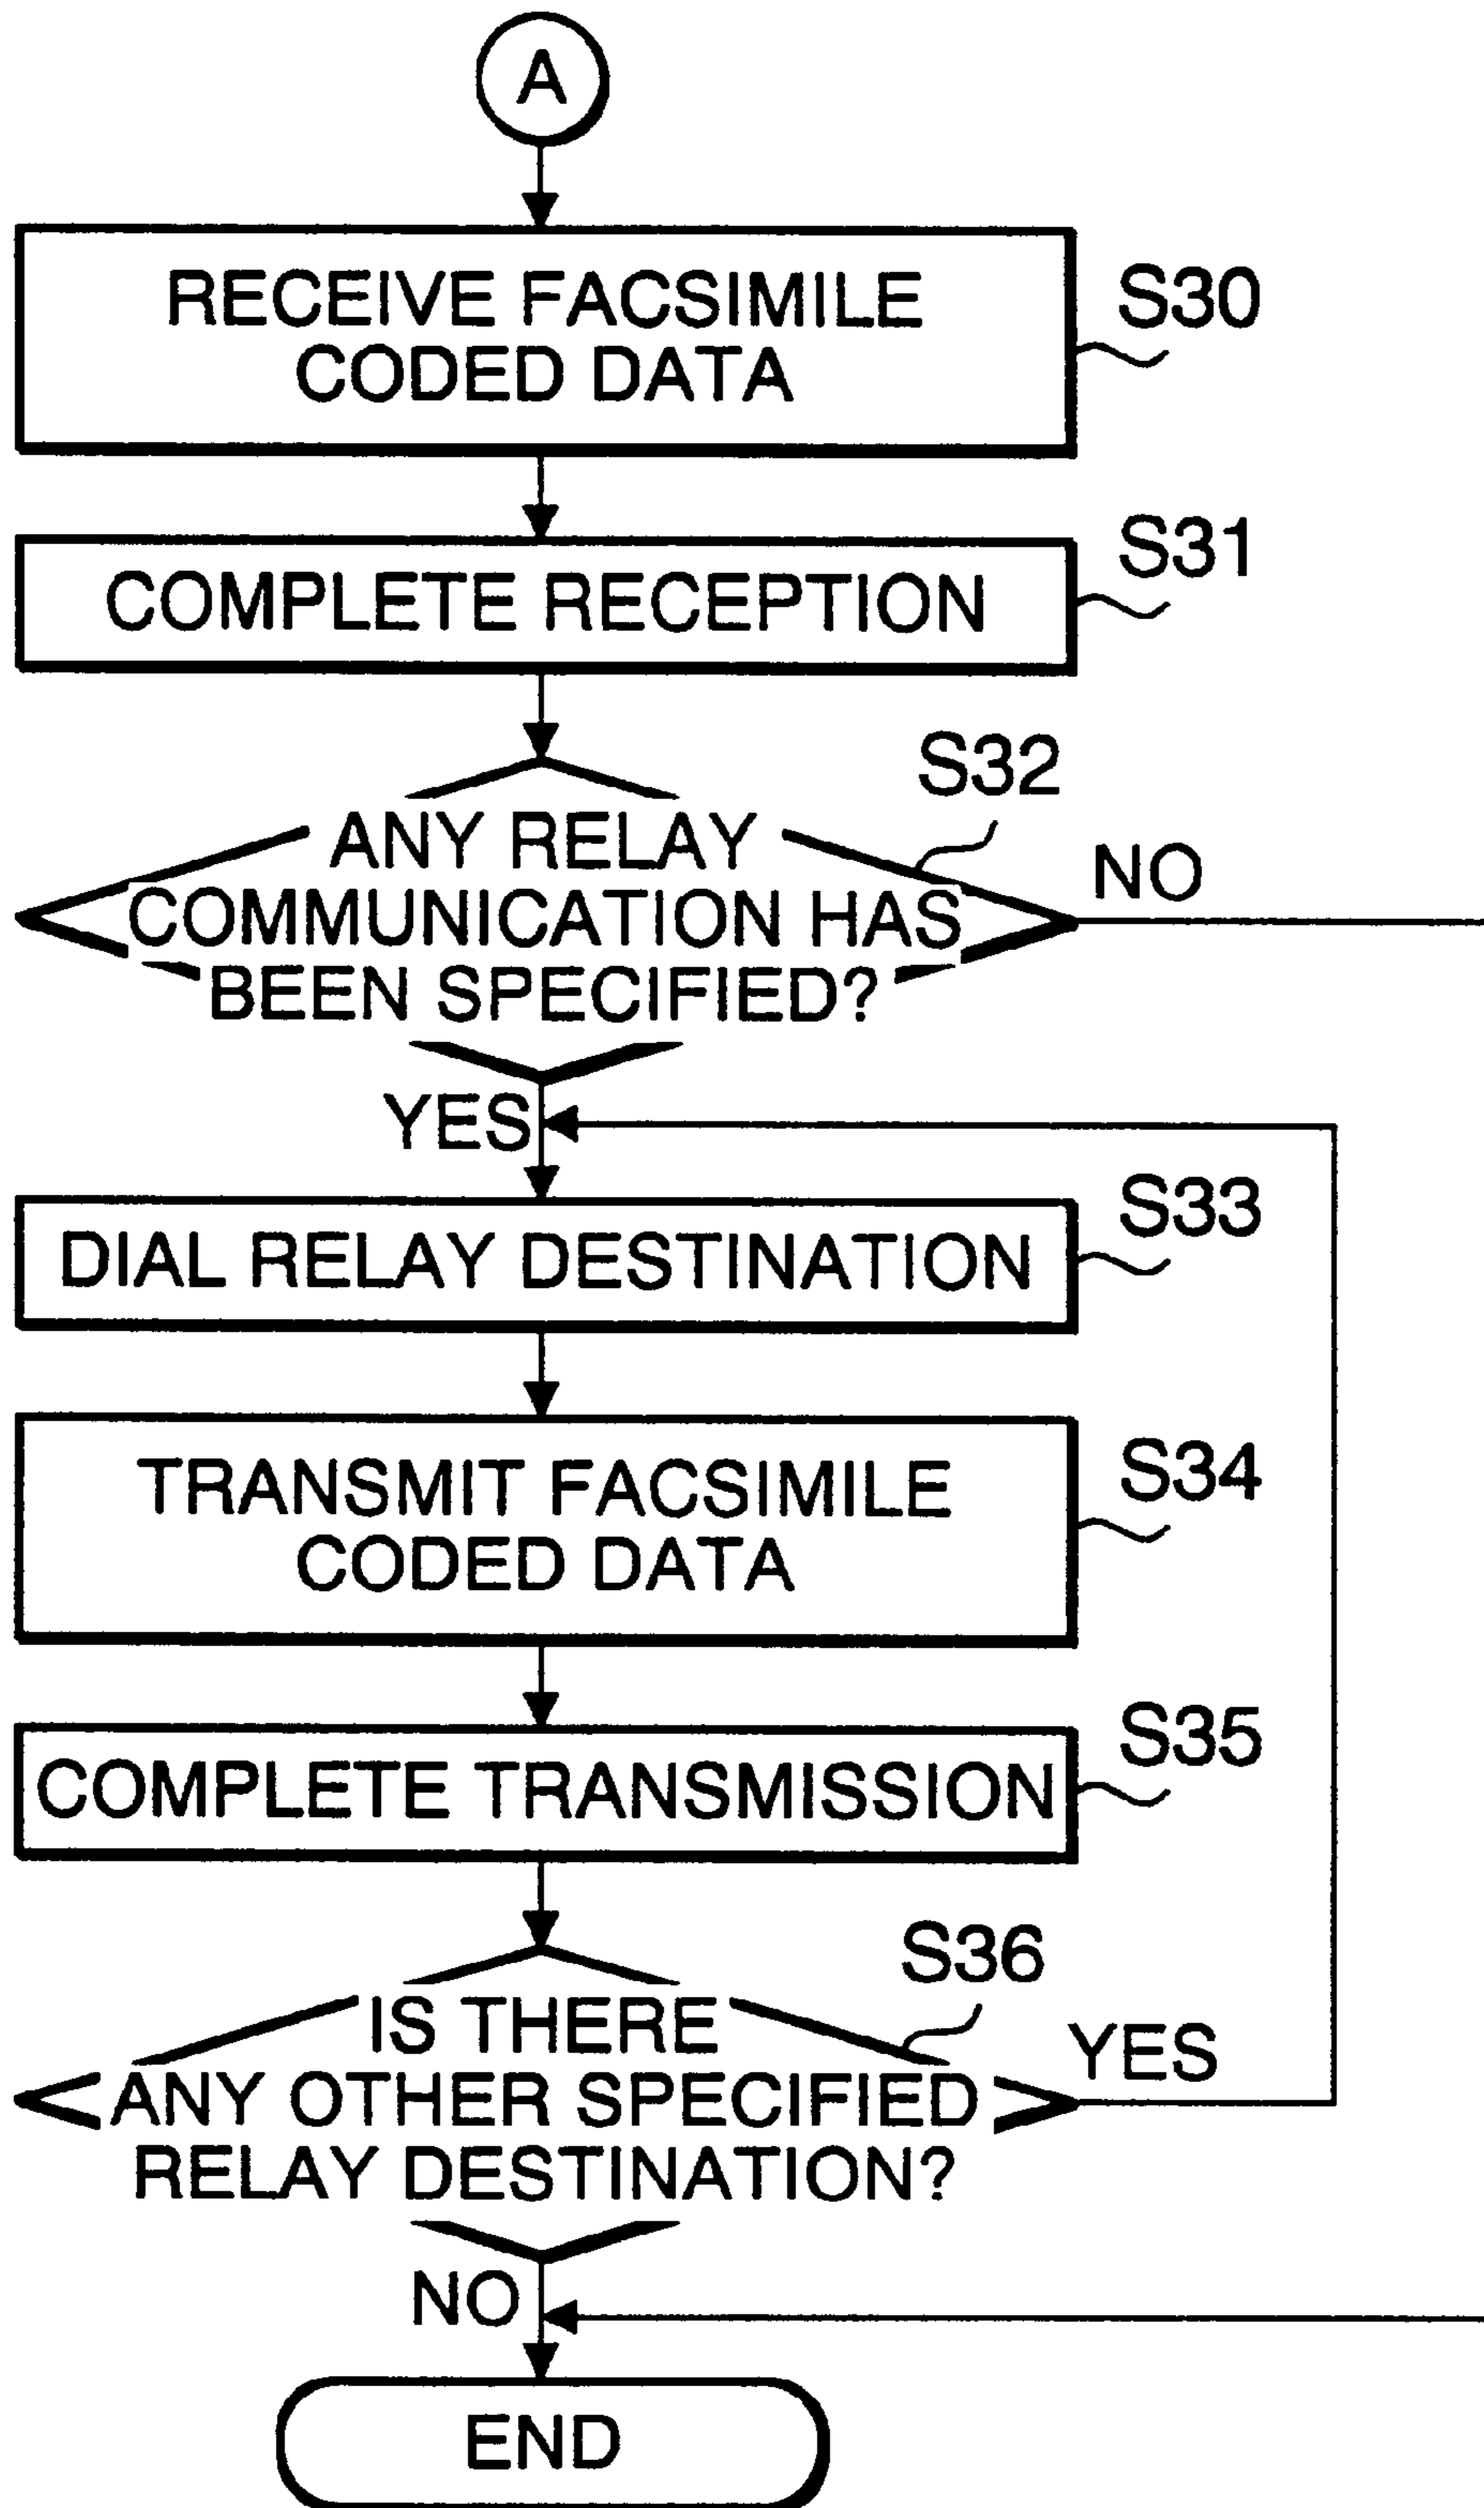 A
RECEIVE FACSIMILE
CODED DATA
S30
COMPLETE RECEPTION
S31
S32
ANY RELAY
COMMUNICATION HAS
BEEN SPECIFIED?
NO
YES
DIAL RELAY DESTINATION
S33
TRANSMIT FACSIMILE
CODED DATA
S34
COMPLETE TRANSMISSION
S35
S36
IS THERE
ANY OTHER SPECIFIED
RELAY DESTINATION?
YES
NO
END